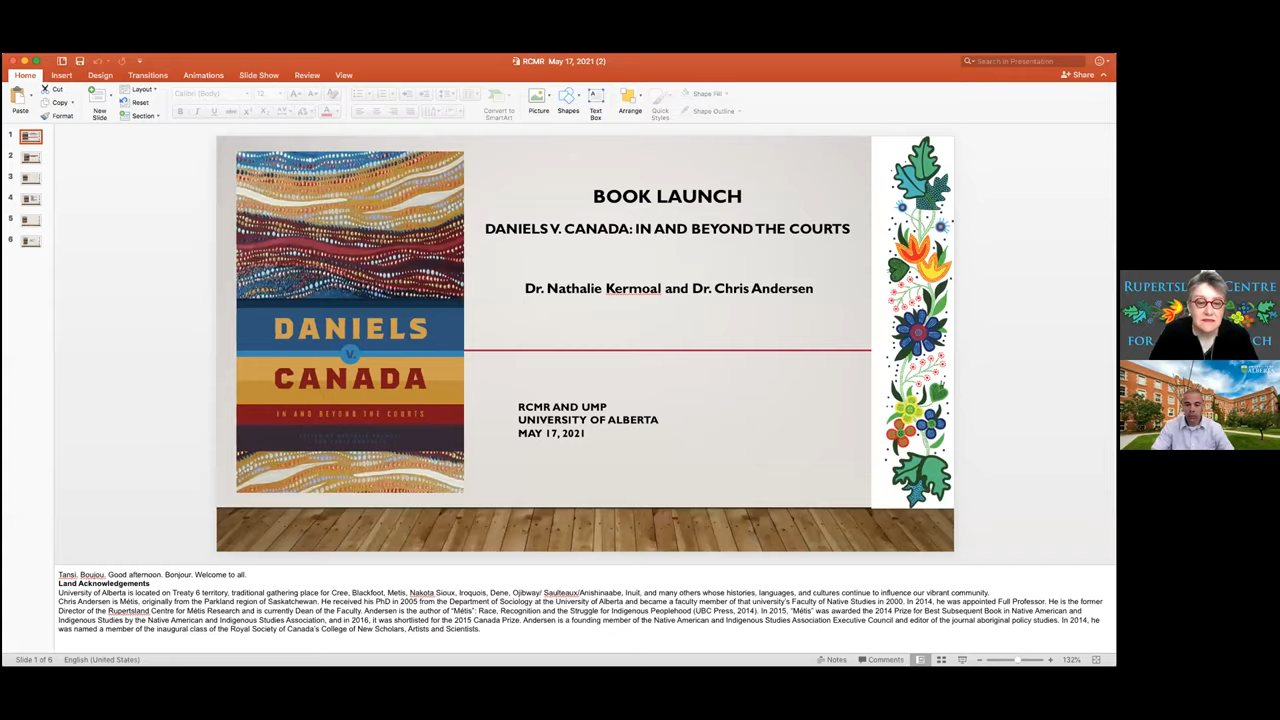 RCMR May 17, 2021 (2)
Search in Presentation
Home Insert Design Transitions Animations Slide Show Review View
Share
Paste
Cut
Copy
Format
New
Slide
Layout
Reset
Section
Calibri (Body) 12
Convert to
SmartArt
Picture
Shapes
Text
Box
Arrange
Quick
Styles
Shape Fill
Shape Outline
1
2
3
4
5
6
DANIELS
V.
CANADA
IN AND BEYOND THE COURTS
BOOK LAUNCH
DANIELS V. CANADA: IN AND BEYOND THE COURTS
Dr. Nathalie Kermoal and Dr. Chris Andersen
RCMR AND UMP
UNIVERSITY OF ALBERTA
MAY 17, 2021
Tansi, Boujou, Good afternoon. Bonjour. Welcome to all.
Land Acknowledgements
University of Alberta is located on Treaty 6 territory, traditional gathering place for Cree, Blackfoot, Metis, Nakota Sioux, Iroquois, Dene, Ojibway/ Saulteaux/Anishinaabe, Inuit, and many others whose histories, languages, and cultures continue to influence our vibrant community.
Chris Andersen is Métis, originally from the Parkland region of Saskatchewan. He received his PhD in 2005 from the Department of Sociology at the University of Alberta and became a faculty member of that university's Faculty of Native Studies in 2000. In 2014, he was appointed Full Professor. He is the former
Director of the Rupertsland Centre for Métis Research and is currently Dean of the Faculty. Andersen is the author of "Métis": Race, Recognition and the Struggle for Indigenous Peoplehood (UBC Press, 2014). In 2015, "Métis" was awarded the 2014 Prize for Best Subsequent Book in Native American and
Indigenous Studies by the Native American and Indigenous Studies Association, and in 2016, it was shortlisted for the 2015 Canada Prize. Andersen is a founding member of the Native American and Indigenous Studies Association Executive Council and editor of the journal aboriginal policy studies. In 2014, he
was named a member of the inaugural class of the Royal Society of Canada's College of New Scholars, Artists and Scientists.
Slide 1 of 6 English (United States)
Notes Comments 132%